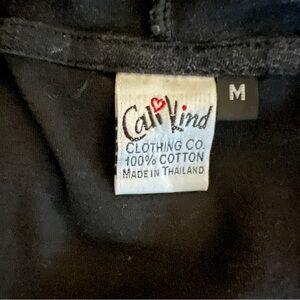 Cali Kind
CLOTHING CO.
100% COTTON
MADE IN THAILAND
M